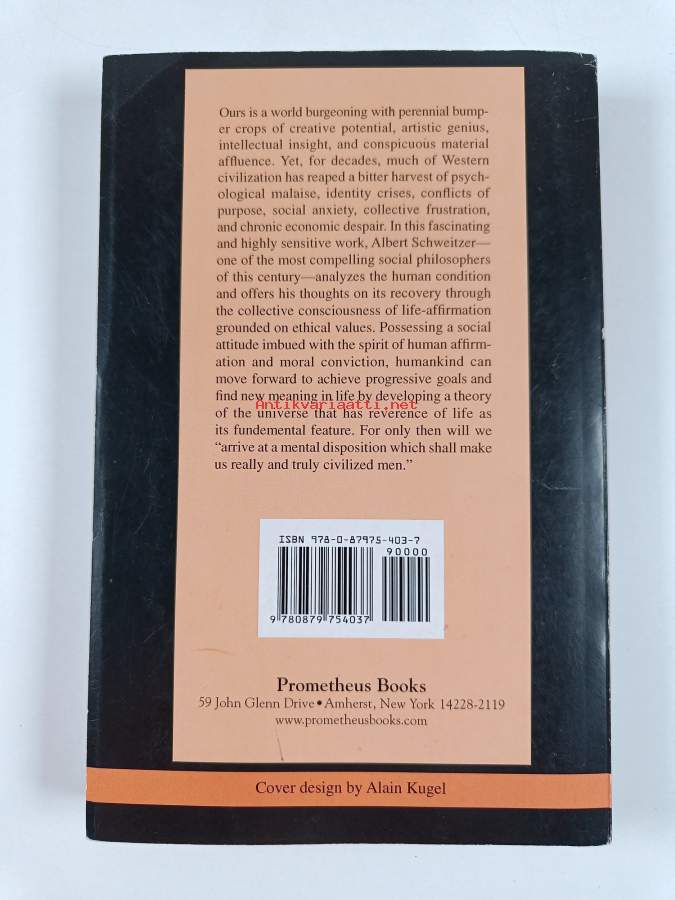 Ours is a world burgeoning with perennial bump-
er crops of creative potential, artistic genius,
intellectual insight, and conspicuous material
affluence. Yet, for decades, much of Western
civilization has reaped a bitter harvest of psych-
ological malaise, identity crises, conflicts of
purpose, social anxiety, collective frustration,
and chronic economic despair. In this fascinating
and highly sensitive work, Albert Schweitzer—
one of the most compelling social philosophers
of this century—analyzes the human condition
and offers his thoughts on its recovery through
the collective consciousness of life-affirmation
grounded on ethical values. Possessing a social
attitude imbued with the spirit of human affirm-
ation and moral conviction, humankind can
move forward to achieve progressive goals and
find new meaning in life by developing a theory
Antikvariaatti.net
of the universe that has reverence of life as
its fundemental feature. For only then will we
“arrive at a mental disposition which shall make
us really and truly civilized men.”
ISBN 978-0-87975-403-7
90000
9 780879 754037
Prometheus Books
59 John Glenn Drive • Amherst, New York 14228-2119
www.prometheusbooks.com
Cover design by Alain Kugel